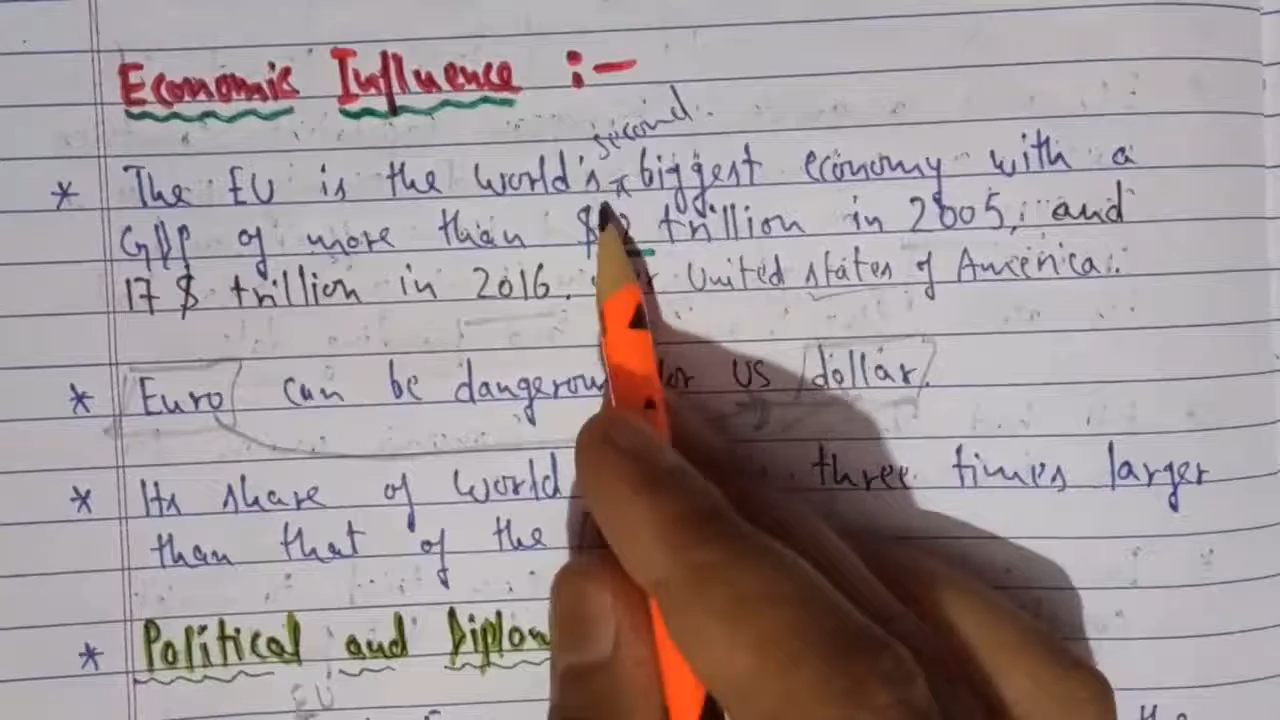 Economic Influence :-
second.
* The EU is the world's biggest economy with a
GDP of more than $ trillion in 2005, and
17 $ trillion in 2016. United states of America.
* Euro can be dangerous for US dollar.
* Its share of world three times larger
than that of the
* Political and Diplom
EU